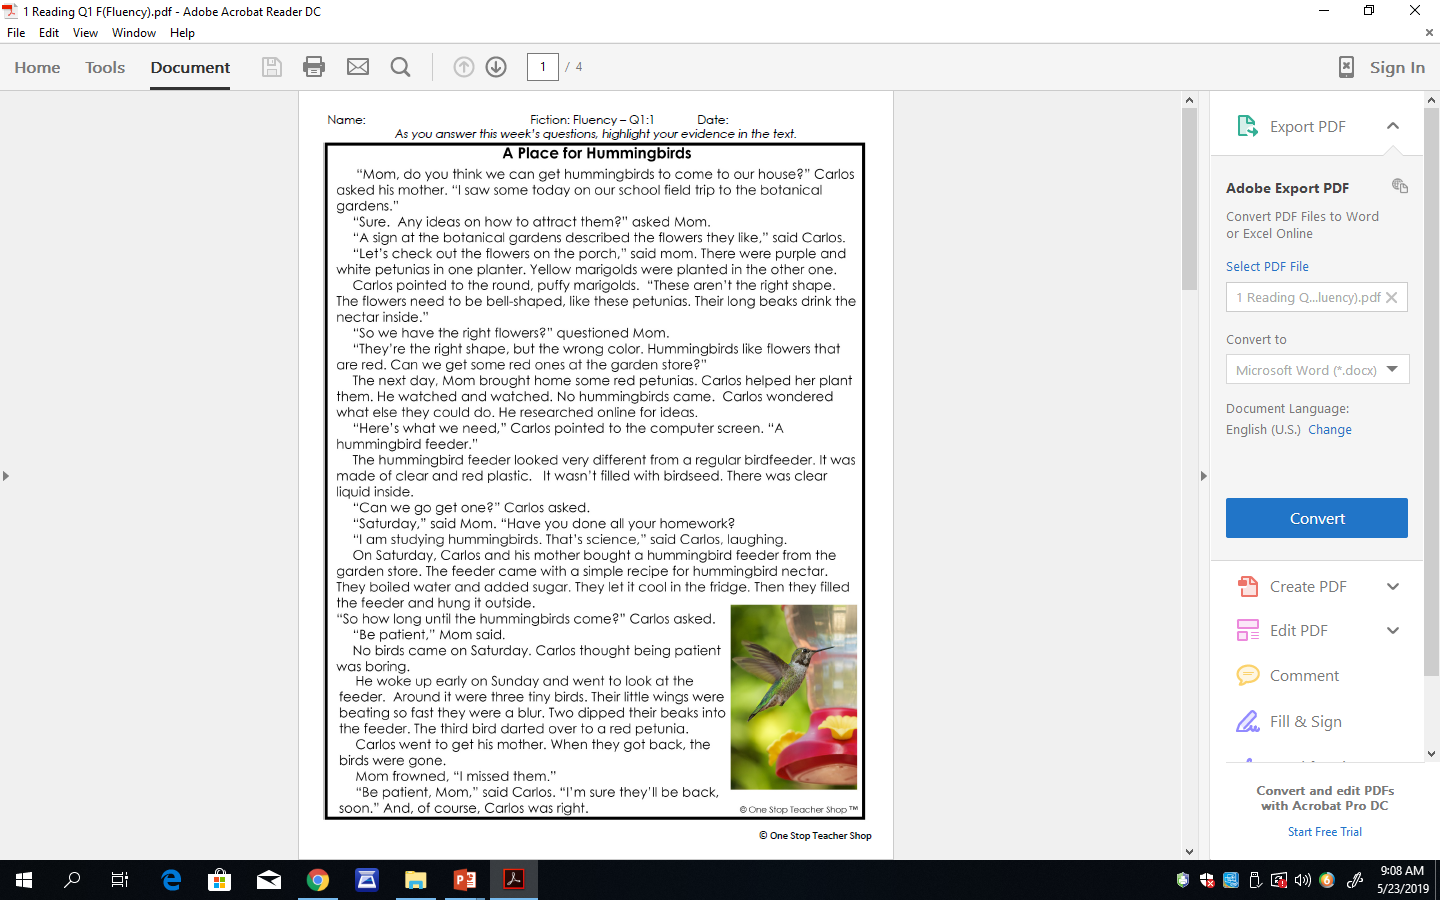 1 Reading Q1 F(Fluency).pdf - Adobe Acrobat Reader DC
File Edit View Window Help
Home Tools Document 1 / 4 Sign In
Name: Fiction: Fluency – Q1:1 Date:
As you answer this week's questions, highlight your evidence in the text.
A Place for Hummingbirds
“Mom, do you think we can get hummingbirds to come to our house?” Carlos
asked his mother. “I saw some today on our school field trip to the botanical
gardens.”
“Sure.  Any ideas on how to attract them?” asked Mom.
“A sign at the botanical gardens described the flowers they like,” said Carlos.
“Let’s check out the flowers on the porch,” said mom. There were purple and
white petunias in one planter. Yellow marigolds were planted in the other one.
Carlos pointed to the round, puffy marigolds.  “These aren’t the right shape.
The flowers need to be bell-shaped, like these petunias. Their long beaks drink the
nectar inside.”
“So we have the right flowers?” questioned Mom.
“They’re the right shape, but the wrong color. Hummingbirds like flowers that
are red. Can we get some red ones at the garden store?”
The next day, Mom brought home some red petunias. Carlos helped her plant
them. He watched and watched. No hummingbirds came.  Carlos wondered
what else they could do. He researched online for ideas.
“Here’s what we need,” Carlos pointed to the computer screen. “A
hummingbird feeder.”
The hummingbird feeder looked very different from a regular birdfeeder. It was
made of clear and red plastic.   It wasn’t filled with birdseed. There was clear
liquid inside.
“Can we go get one?” Carlos asked.
“Saturday,” said Mom. “Have you done all your homework?
“I am studying hummingbirds. That’s science,” said Carlos, laughing.
On Saturday, Carlos and his mother bought a hummingbird feeder from the
garden store. The feeder came with a simple recipe for hummingbird nectar.
They boiled water and added sugar. They let it cool in the fridge. Then they filled
the feeder and hung it outside.
“So how long until the hummingbirds come?” Carlos asked.
“Be patient,” Mom said.
No birds came on Saturday. Carlos thought being patient
was boring.
He woke up early on Sunday and went to look at the
feeder.  Around it were three tiny birds. Their little wings were
beating so fast they were a blur. Two dipped their beaks into
the feeder. The third bird darted over to a red petunia.
Carlos went to get his mother. When they got back, the
birds were gone.
Mom frowned, “I missed them.”
“Be patient, Mom,” said Carlos. “I’m sure they’ll be back,
soon.” And, of course, Carlos was right.
© One Stop Teacher Shop ™
© One Stop Teacher Shop
Export PDF
Adobe Export PDF
Convert PDF Files to Word
or Excel Online
Select PDF File
1 Reading Q...luency).pdf
Convert to
Microsoft Word (*.docx)
Document Language:
English (U.S.) Change
Convert
Create PDF
Edit PDF
Comment
Fill & Sign
Convert and edit PDFs
with Acrobat Pro DC
Start Free Trial
9:08 AM
5/23/2019